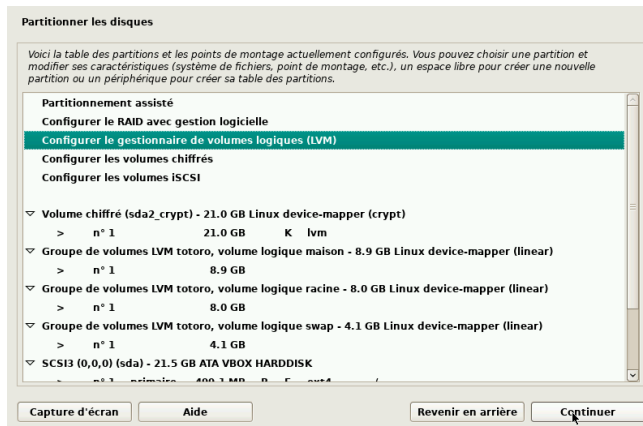 Partitionner les disques
Voici la table des partitions et les points de montage actuellement configurés. Vous pouvez choisir une partition et
modifier ses caractéristiques (système de fichiers, point de montage, etc.), un espace libre pour créer une nouvelle
partition ou un périphérique pour créer sa table des partitions.
Partitionnement assisté
Configurer le RAID avec gestion logicielle
Configurer le gestionnaire de volumes logiques (LVM)
Configurer les volumes chiffrés
Configurer les volumes iSCSI
Volume chiffré (sda2_crypt) - 21.0 GB Linux device-mapper (crypt)
> n° 1 21.0 GB K lvm
Groupe de volumes LVM totoro, volume logique maison - 8.9 GB Linux device-mapper (linear)
> n° 1 8.9 GB
Groupe de volumes LVM totoro, volume logique racine - 8.0 GB Linux device-mapper (linear)
> n° 1 8.0 GB
Groupe de volumes LVM totoro, volume logique swap - 4.1 GB Linux device-mapper (linear)
> n° 1 4.1 GB
SCSI3 (0,0,0) (sda) - 21.5 GB ATA VBOX HARDDISK
> n° 1 primaire MB ext4 /
Capture d'écran Aide Revenir en arrière Continuer